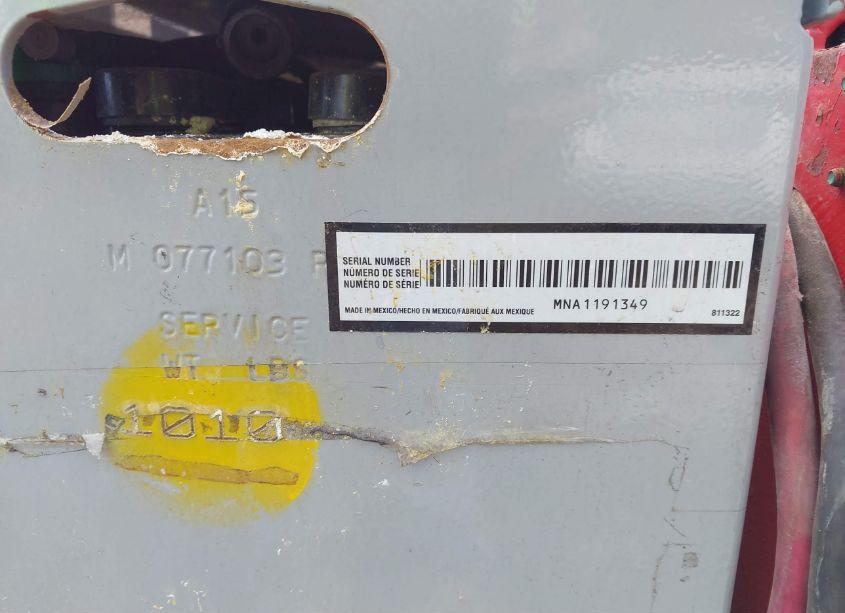 A15
M 077103 P
SERVICE
WT. LBS
1010
SERIAL NUMBER
NÚMERO DE SERIE
NUMÉRO DE SÉRIE
MNA1191349
MADE IN MEXICO/HECHO EN MEXICO/FABRIQUÉ AUX MEXIQUE
811322